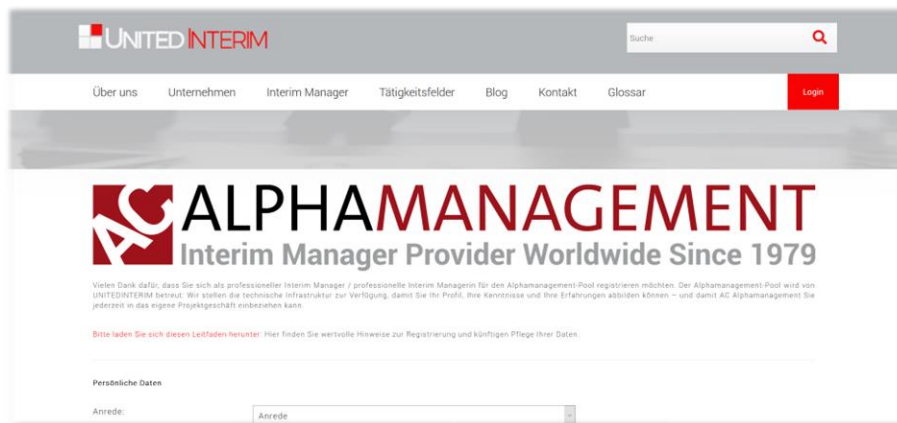 UNITEDINTERIM
Suche
Über uns Unternehmen Interim Manager Tätigkeitsfelder Blog Kontakt Glossar Login
AC ALPHAMANAGEMENT
Interim Manager Provider Worldwide Since 1979
Vielen Dank dafür, dass Sie sich als professioneller Interim Manager / professionelle Interim Managerin für den Alphamanagement-Pool registrieren möchten. Der Alphamanagement-Pool wird von
UNITEDINTERIM betreut: Wir stellen die technische Infrastruktur zur Verfügung, damit Sie Ihr Profil, Ihre Kenntnisse und Ihre Erfahrungen abbilden können – und damit AC Alphamanagement Sie
jederzeit in das eigene Projektgeschäft einbeziehen kann.
Bitte laden Sie sich diesen Leitfaden herunter: Hier finden Sie wertvolle Hinweise zur Registrierung und künftigen Pflege Ihrer Daten.
Persönliche Daten
Anrede: Anrede